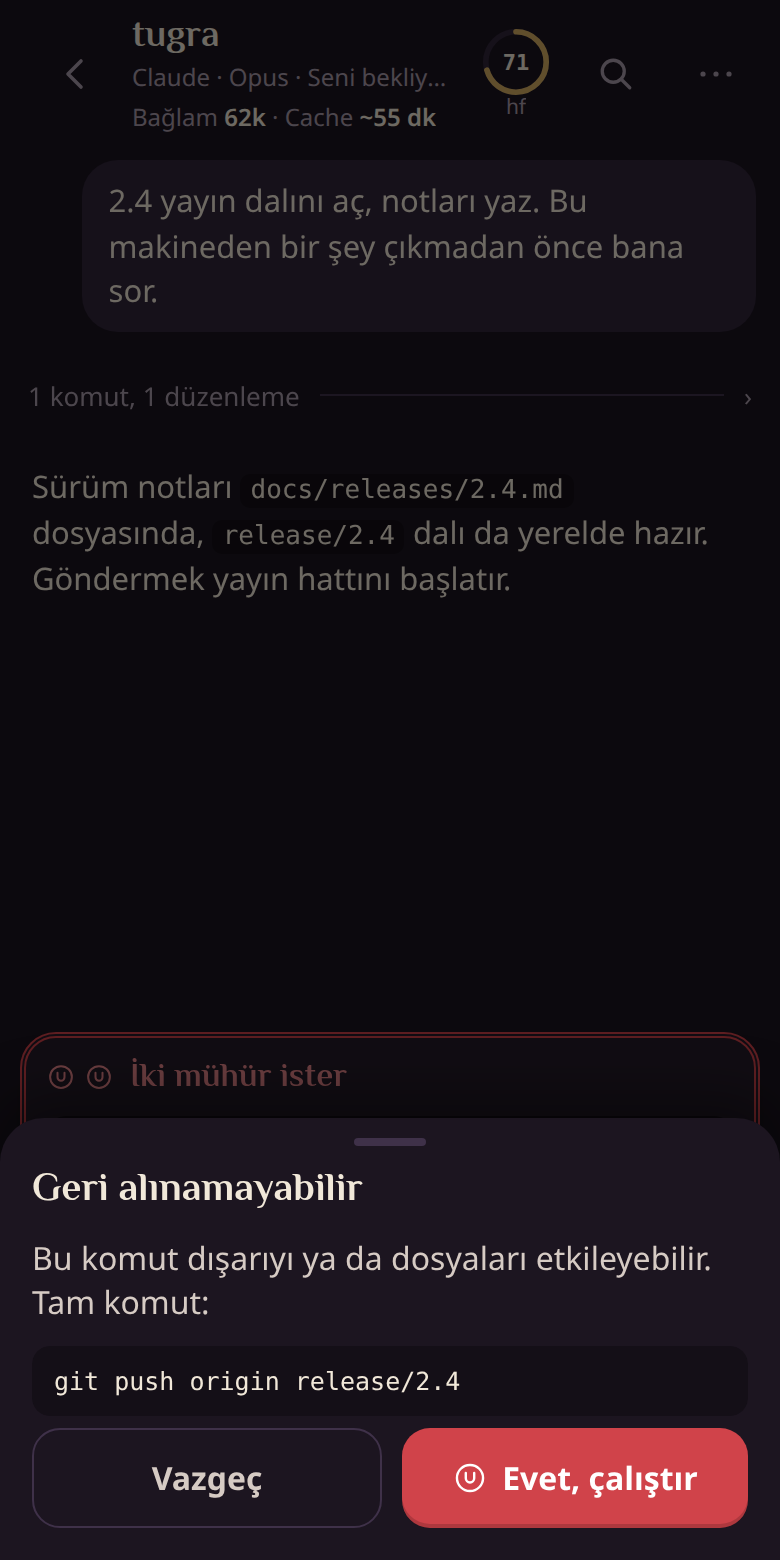 tugra
Claude · Opus · Seni bekliy...
Bağlam 62k · Cache ~55 dk
71
hf
2.4 yayın dalını aç, notları yaz. Bu
makineden bir şey çıkmadan önce bana
sor.
1 komut, 1 düzenleme
Sürüm notları docs/releases/2.4.md
dosyasında, release/2.4 dalı da yerelde hazır.
Göndermek yayın hattını başlatır.
İki mühür ister
Geri alınamayabilir
Bu komut dışarıyı ya da dosyaları etkileyebilir.
Tam komut:
git push origin release/2.4
Vazgeç
Evet, çalıştır